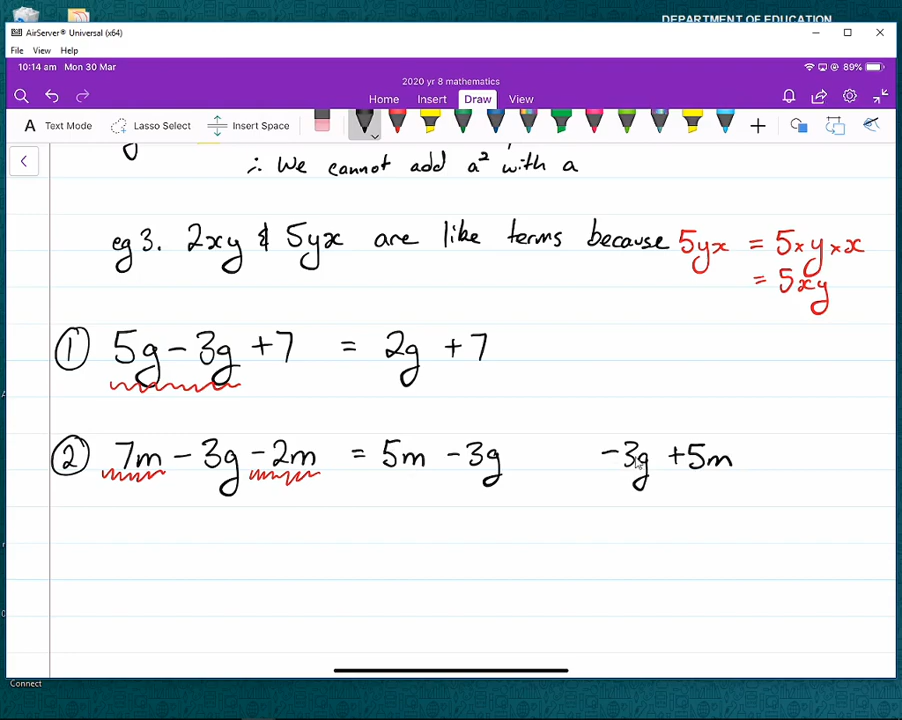 DEPARTMENT OF EDUCATION
AirServer® Universal (x64)
File View Help
10:14 am Mon 30 Mar 89%
2020 yr 8 mathematics
Home Insert Draw View
A Text Mode Lasso Select Insert Space
∴ We cannot add a² with a
eg 3. 2xy & 5yx are like terms because 5yx = 5×y×x
= 5xy
① 5g - 3g + 7 = 2g + 7
② 7m - 3g - 2m = 5m - 3g -3g + 5m
Connect